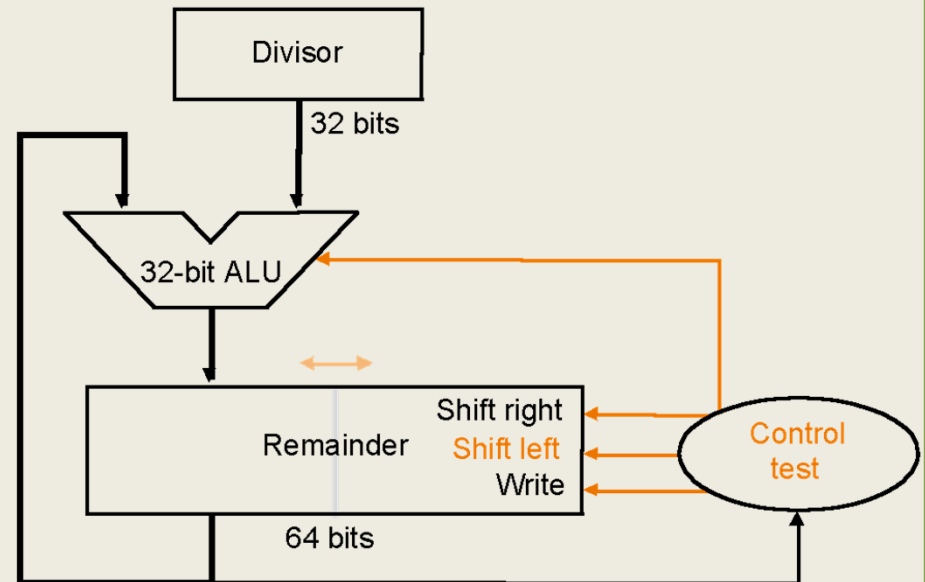 Divisor
32 bits
32-bit ALU
Shift right
Remainder
Shift left
Write
Control
test
64 bits